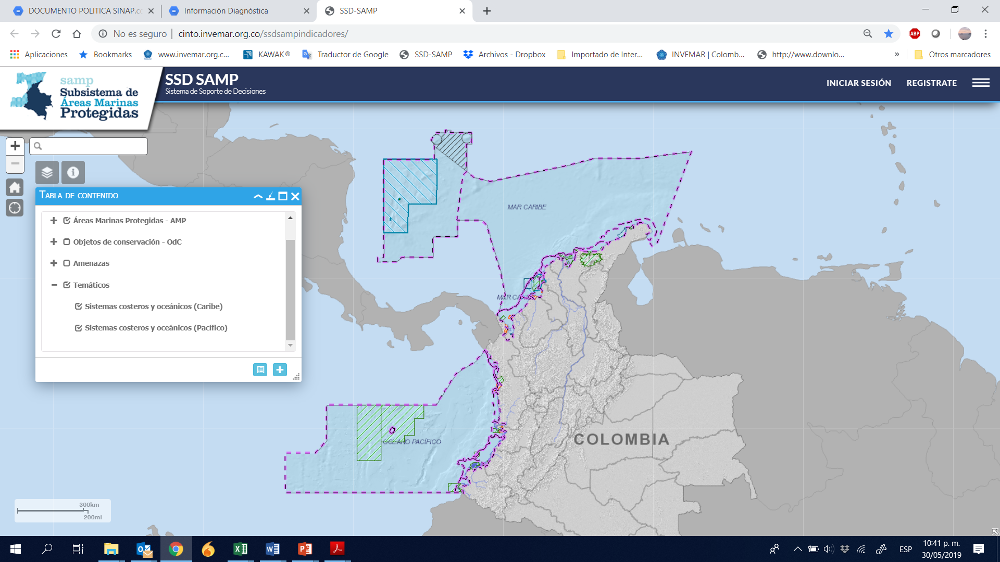 DOCUMENTO POLITICA SINAP.co
Información Diagnóstica
SSD-SAMP
No es seguro | cinto.invemar.org.co/ssdsampindicadores/
ABP
Aplicaciones
Bookmarks
www.invemar.org.c...
KAWAK®
Traductor de Google
SSD-SAMP
Archivos - Dropbox
Importado de Inter...
INVEMAR | Colomb...
http://www.downlo...
»
Otros marcadores
samp
Subsistema de
Áreas Marinas
Protegidas
SSD SAMP
Sistema de Soporte de Decisiones
INICIAR SESIÓN
REGISTRATE
TABLA DE CONTENIDO
Áreas Marinas Protegidas - AMP
Objetos de conservación - OdC
Amenazas
Temáticos
Sistemas costeros y oceánicos (Caribe)
Sistemas costeros y oceánicos (Pacífico)
MAR CARIBE
OCÉANO PACÍFICO
COLOMBIA
300km
200mi
ESP
10:41 p. m.
30/05/2019